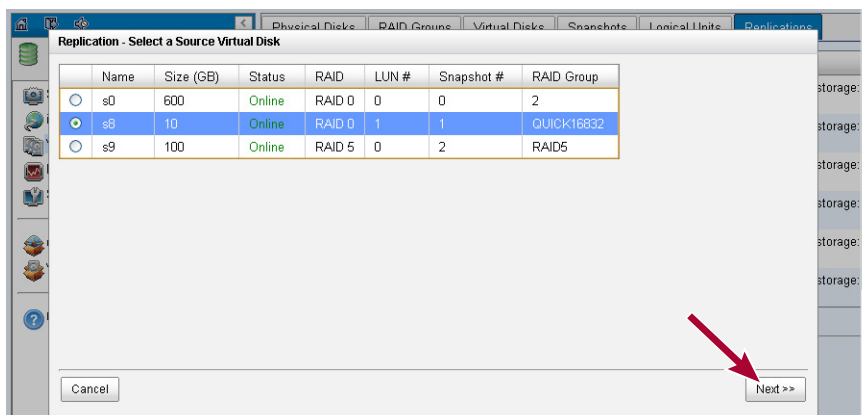 Physical Disks RAID Groups Virtual Disks Snapshots Logical Units Replications
Replication - Select a Source Virtual Disk
Name Size (GB) Status RAID LUN # Snapshot # RAID Group
s0 600 Online RAID 0 0 0 2
s8 10 Online RAID 0 1 1 QUICK16832
s9 100 Online RAID 5 0 2 RAID5
storage:
storage:
storage:
storage:
storage:
storage:
Cancel Next >>